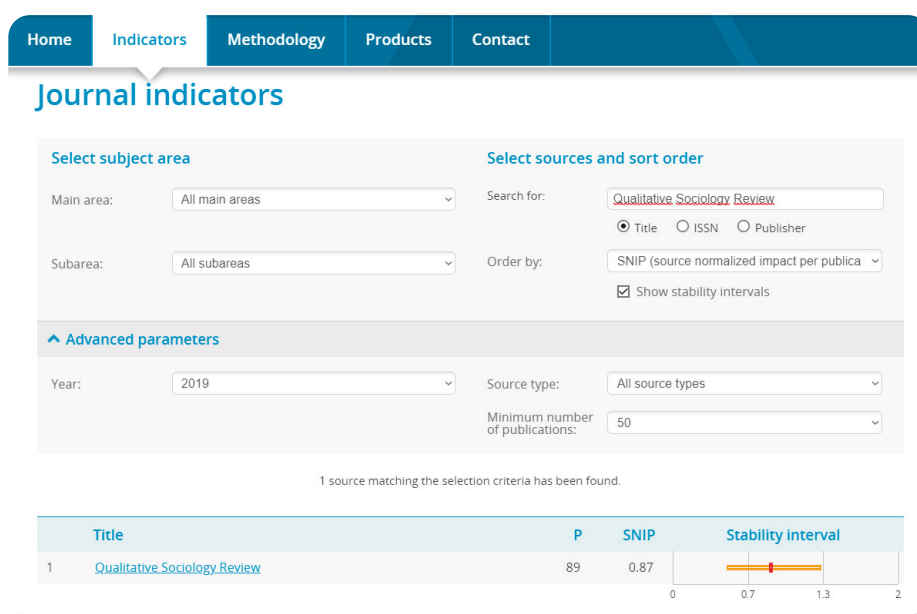 Home Indicators Methodology Products Contact
Journal indicators
Select subject area
Main area: All main areas
Subarea: All subareas
Select sources and sort order
Search for: Qualitative Sociology Review
Title ISSN Publisher
Order by: SNIP (source normalized impact per publica
Show stability intervals
Advanced parameters
Year: 2019
Source type: All source types
Minimum number
of publications: 50
1 source matching the selection criteria has been found.
Title P SNIP Stability interval
1 Qualitative Sociology Review 89 0.87
0 0.7 1.3 2